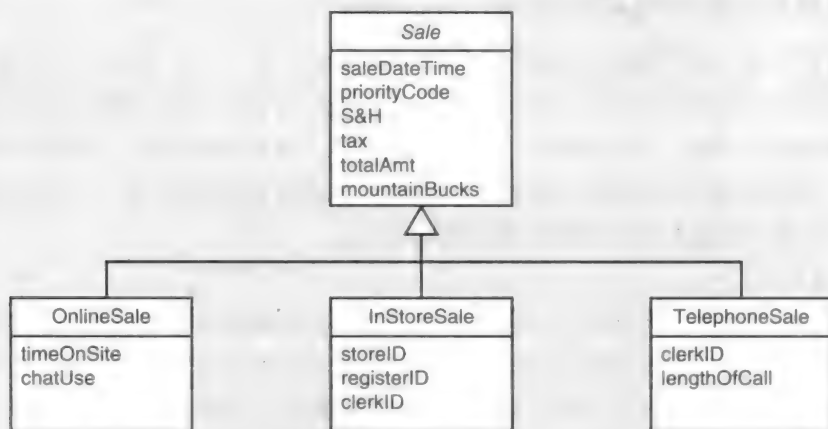 Sale
saleDateTime
priorityCode
S&H
tax
totalAmt
mountainBucks
OnlineSale
timeOnSite
chatUse
InStoreSale
storeID
registerID
clerkID
TelephoneSale
clerkID
lengthOfCall